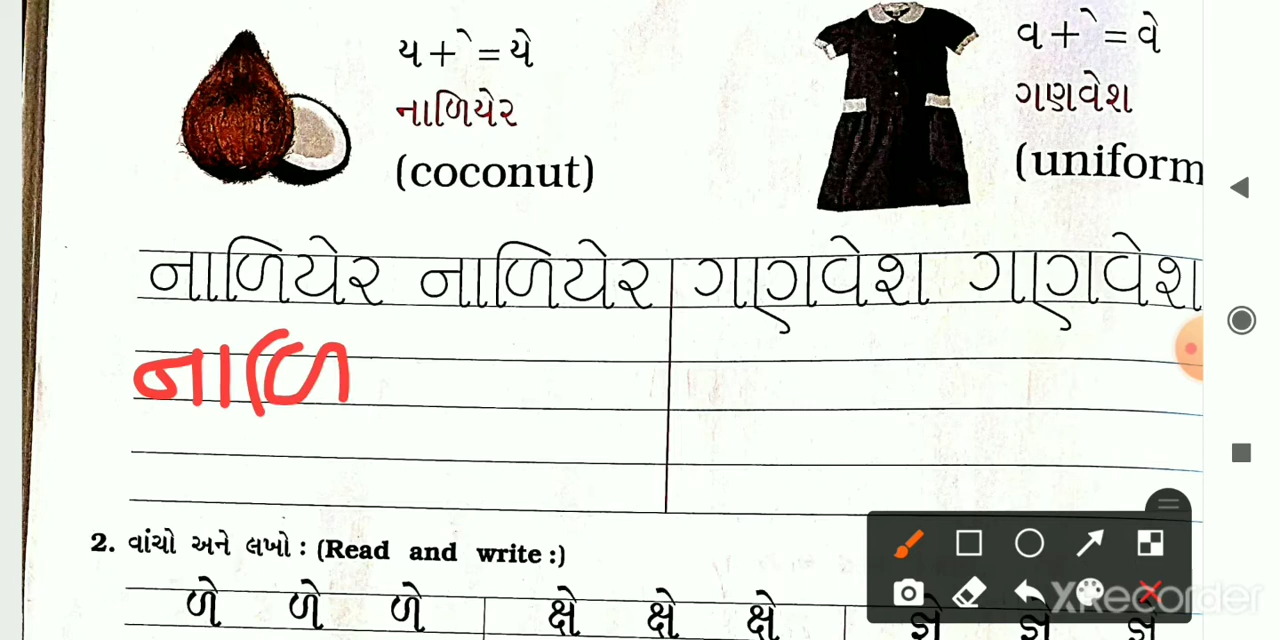 ય + ે = યે
નાળિયેર
(coconut)
વ + ે = વે
ગણવેશ
(uniform
નાળિયેર નાળિયેર ગણવેશ ગણવેશ
નાળિ
2. વાંચો અને લખો : (Read and write :)
ળે ળે ળે ક્ષે ક્ષે ક્ષે જ્ઞે જ્ઞે જ્ઞે
XRecorder